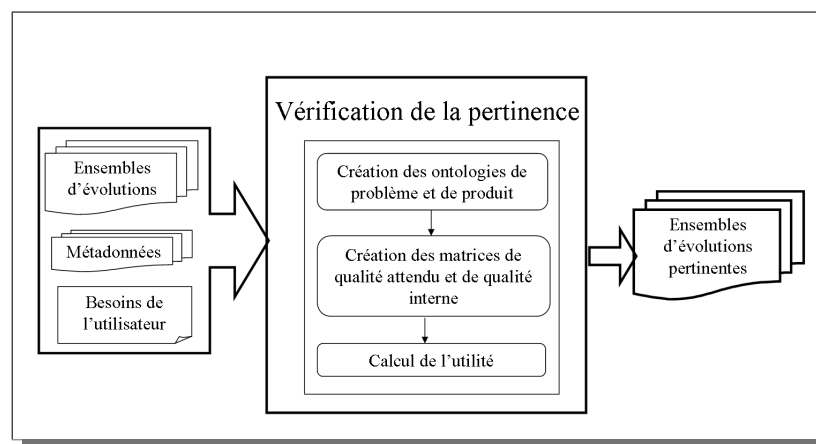 Vérification de la pertinence
Ensembles
d’évolutions
Métadonnées
Besoins de
l’utilisateur
Création des ontologies de
problème et de produit
Création des matrices de
qualité attendu et de qualité
interne
Calcul de l’utilité
Ensembles
d’évolutions
pertinentes